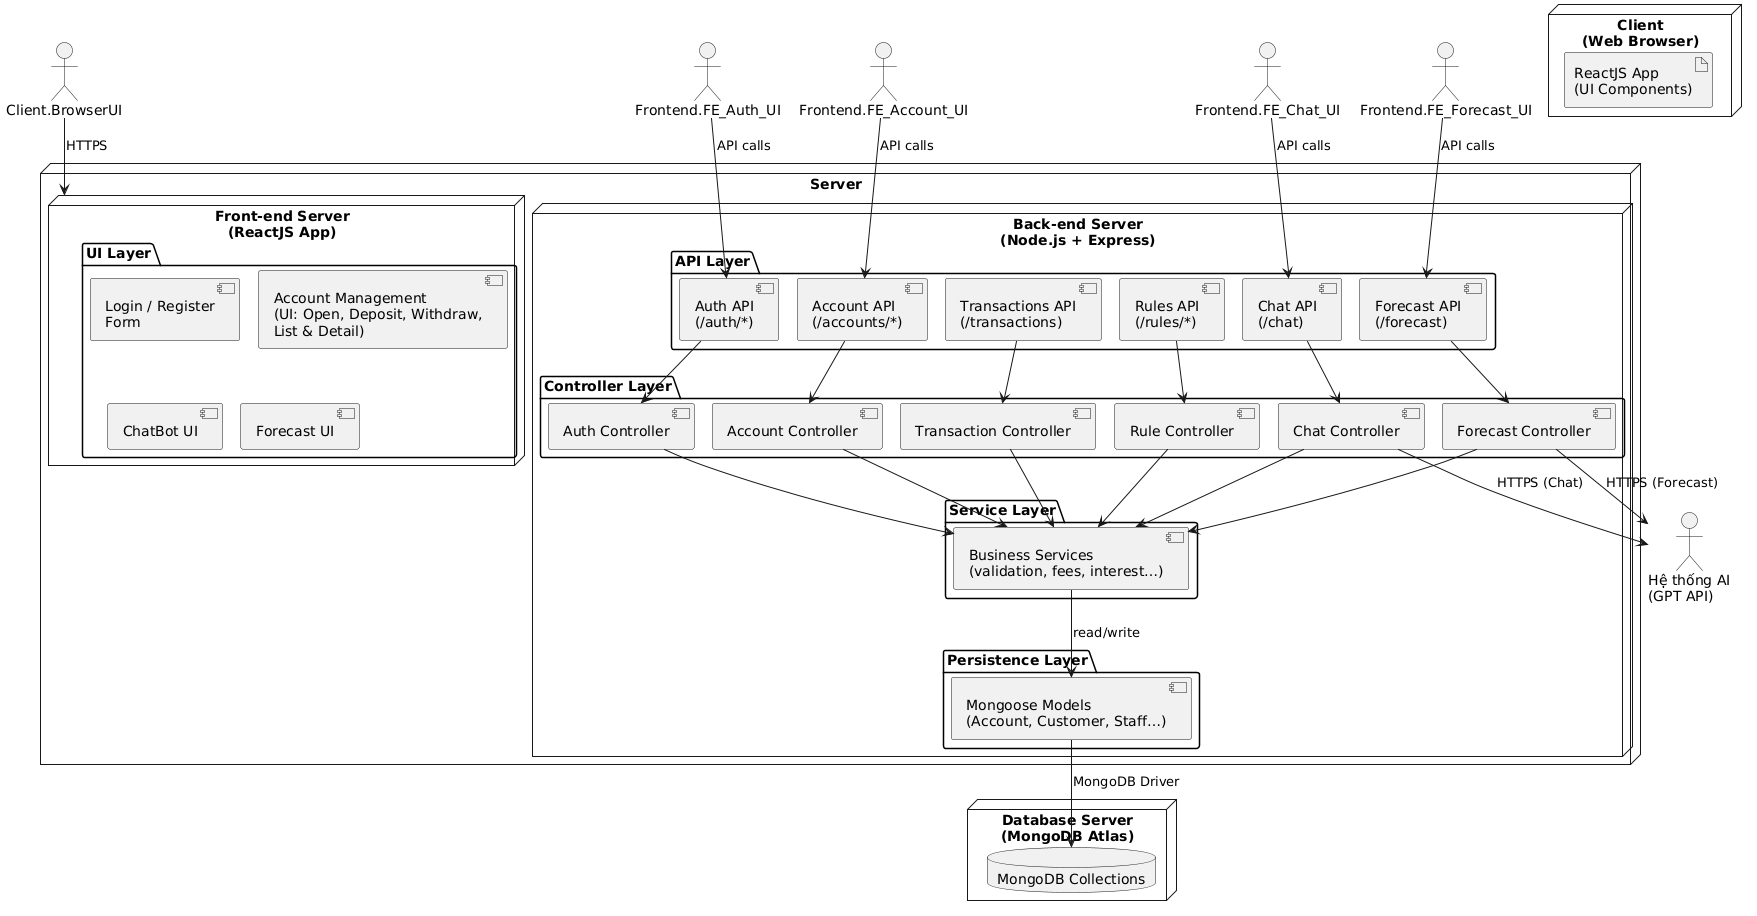 Client
(Web Browser)
ReactJS App
(UI Components)
Client.BrowserUI
Frontend.FE_Auth_UI
Frontend.FE_Account_UI
Frontend.FE_Chat_UI
Frontend.FE_Forecast_UI
HTTPS
API calls
API calls
API calls
API calls
Server
Front-end Server
(ReactJS App)
UI Layer
Login / Register
Form
Account Management
(UI: Open, Deposit, Withdraw,
List & Detail)
ChatBot UI
Forecast UI
Back-end Server
(Node.js + Express)
API Layer
Auth API
(/auth/*)
Account API
(/accounts/*)
Transactions API
(/transactions)
Rules API
(/rules/*)
Chat API
(/chat)
Forecast API
(/forecast)
Controller Layer
Auth Controller
Account Controller
Transaction Controller
Rule Controller
Chat Controller
Forecast Controller
HTTPS (Chat)
HTTPS (Forecast)
Service Layer
Business Services
(validation, fees, interest...)
Hệ thống AI
(GPT API)
read/write
Persistence Layer
Mongoose Models
(Account, Customer, Staff...)
MongoDB Driver
Database Server
(MongoDB Atlas)
MongoDB Collections